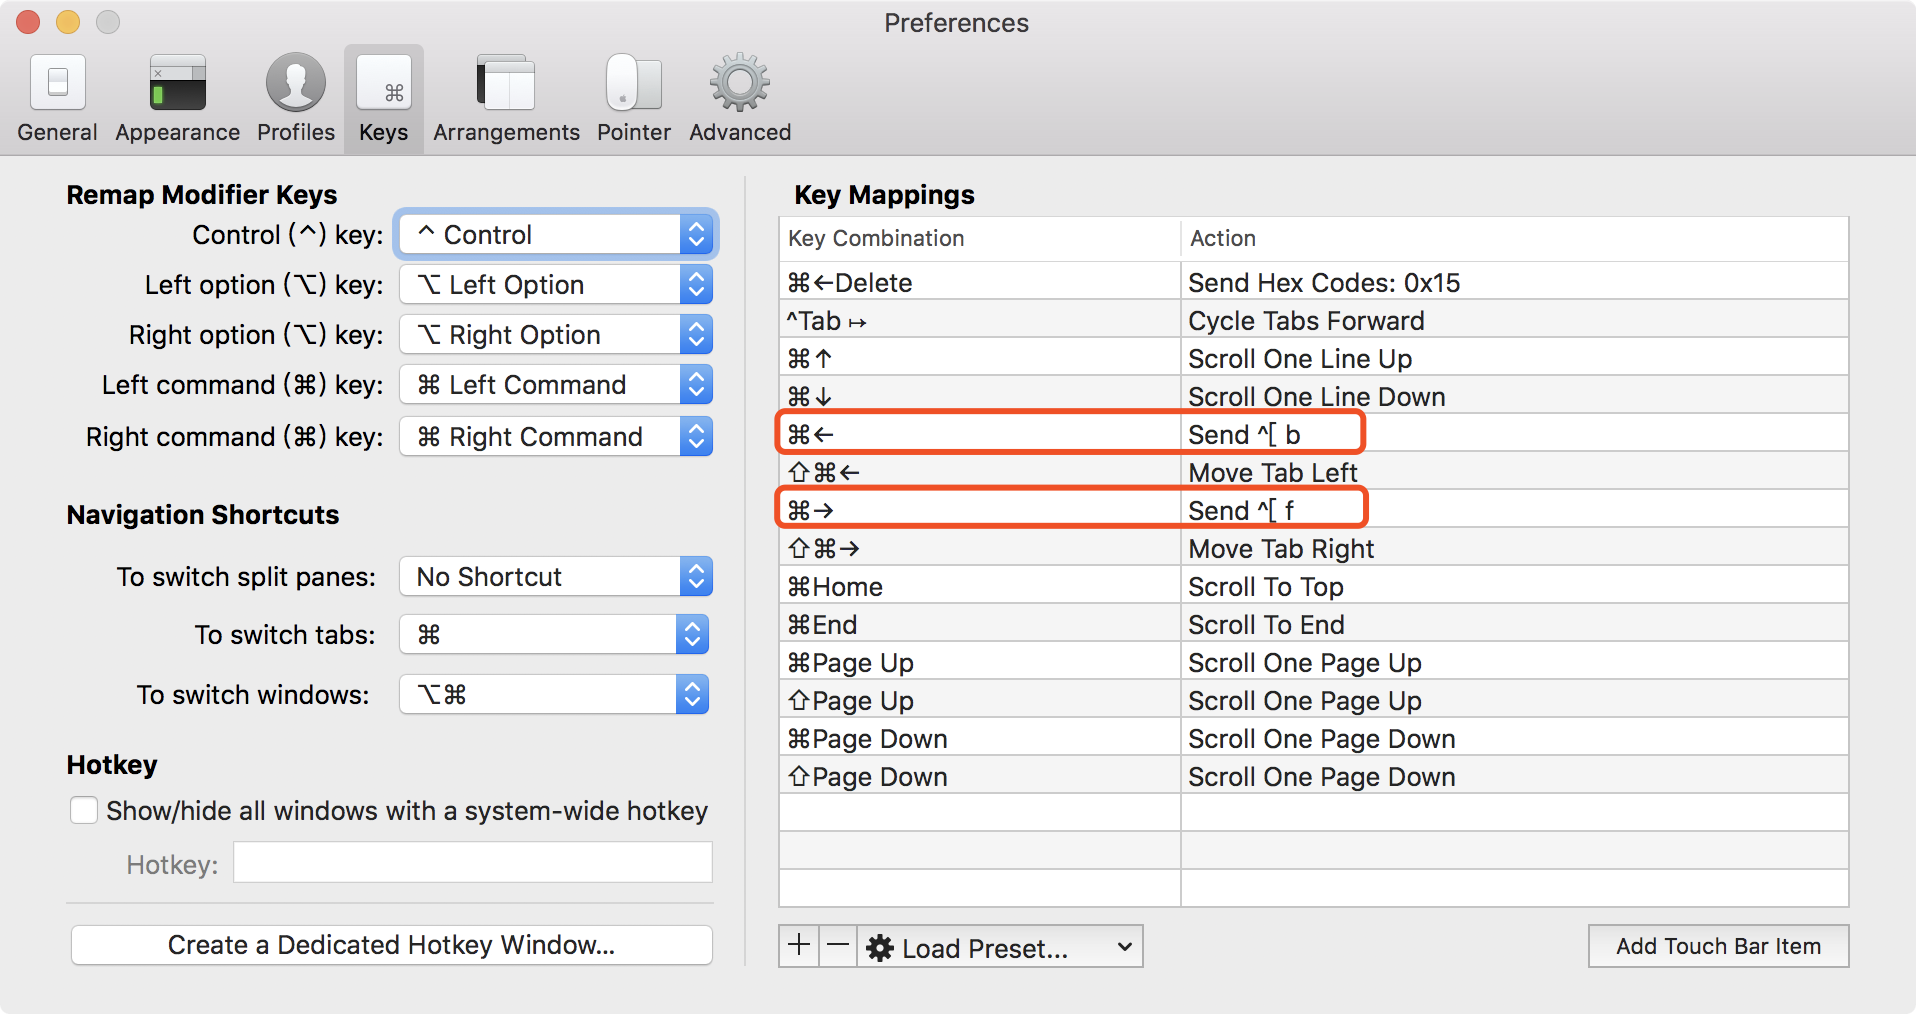 Preferences
General Appearance Profiles Keys Arrangements Pointer Advanced
Remap Modifier Keys
Control (^) key: ^ Control
Left option (⌥) key: ⌥ Left Option
Right option (⌥) key: ⌥ Right Option
Left command (⌘) key: ⌘ Left Command
Right command (⌘) key: ⌘ Right Command
Navigation Shortcuts
To switch split panes: No Shortcut
To switch tabs: ⌘
To switch windows: ⌥⌘
Hotkey
Show/hide all windows with a system-wide hotkey
Hotkey:
Create a Dedicated Hotkey Window...
Key Mappings
Key Combination Action
⌘←Delete Send Hex Codes: 0x15
^Tab ↦ Cycle Tabs Forward
⌘↑ Scroll One Line Up
⌘↓ Scroll One Line Down
⌘← Send ^[ b
⇧⌘← Move Tab Left
⌘→ Send ^[ f
⇧⌘→ Move Tab Right
⌘Home Scroll To Top
⌘End Scroll To End
⌘Page Up Scroll One Page Up
⇧Page Up Scroll One Page Up
⌘Page Down Scroll One Page Down
⇧Page Down Scroll One Page Down
+ − Load Preset... Add Touch Bar Item